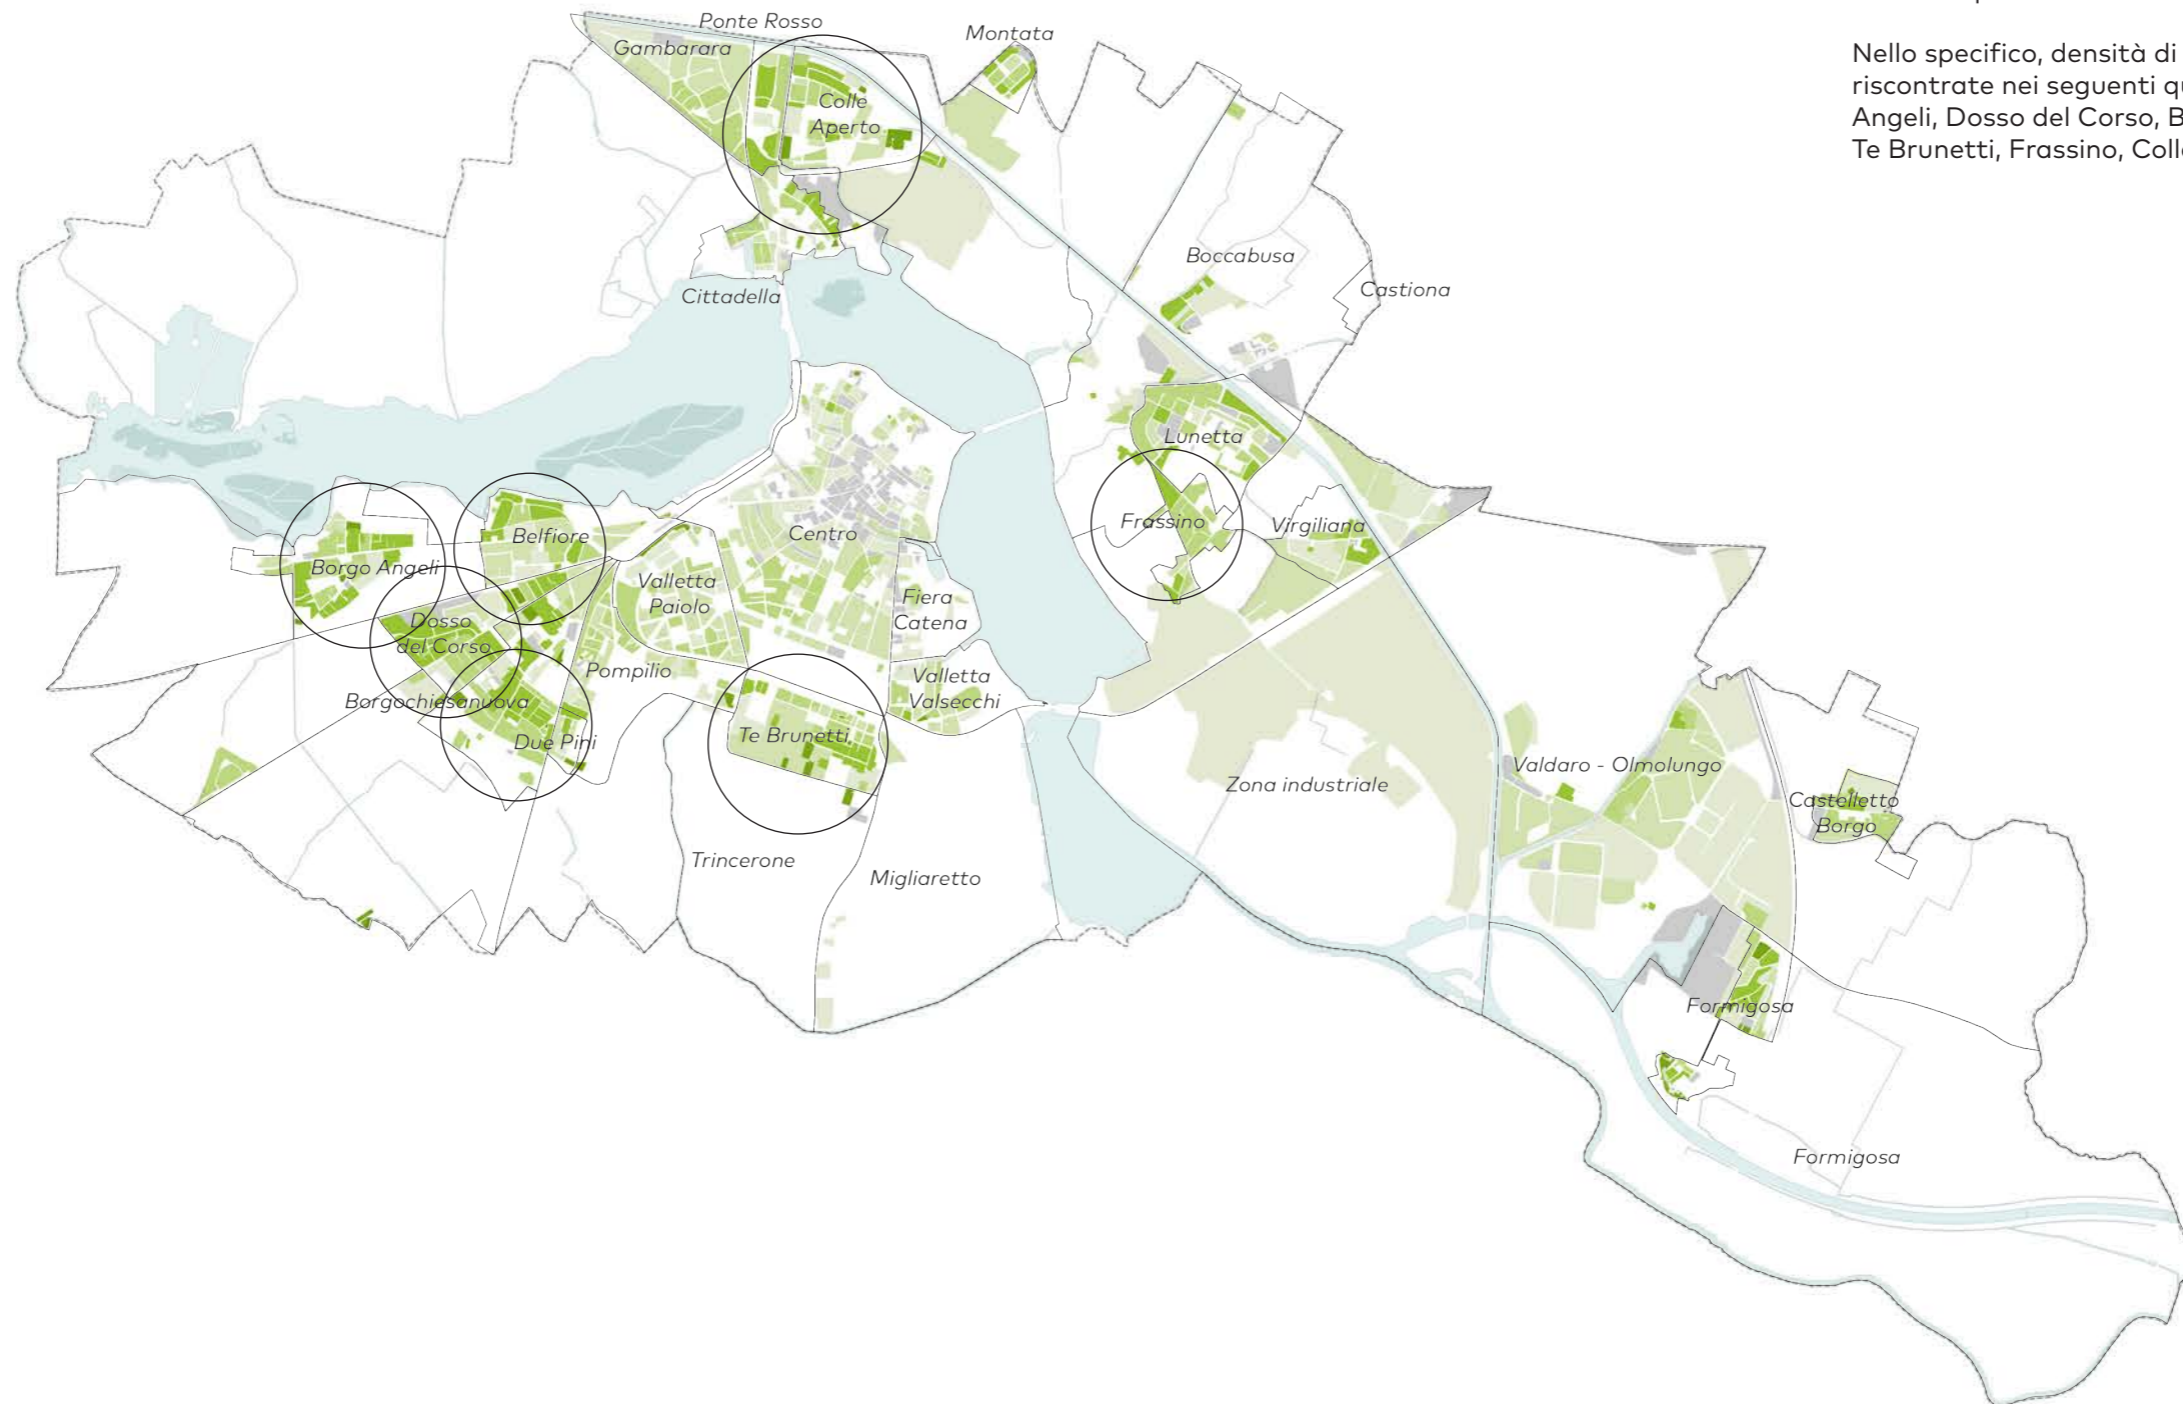 Nello specifico, densità di
riscontrate nei seguenti
Angeli, Dosso del Corso,
Te Brunetti, Frassino,
Ponte Rosso
Gambarara
Montata
Colle
Aperto
Boccabusa
Castiona
Cittadella
Lunetta
Frassino
Virgiliana
Centro
Belfiore
Borgo Angeli
Valletta
Paiolo
Fiera
Catena
Dosso
del Corso
Pompilio
Valletta
Valsecchi
Borgochiesanuova
Due Pini
Te Brunetti
Zona industriale
Valdaro - Olmolungo
Castelletto
Borgo
Trincerone
Migliaretto
Formigosa
Formigosa